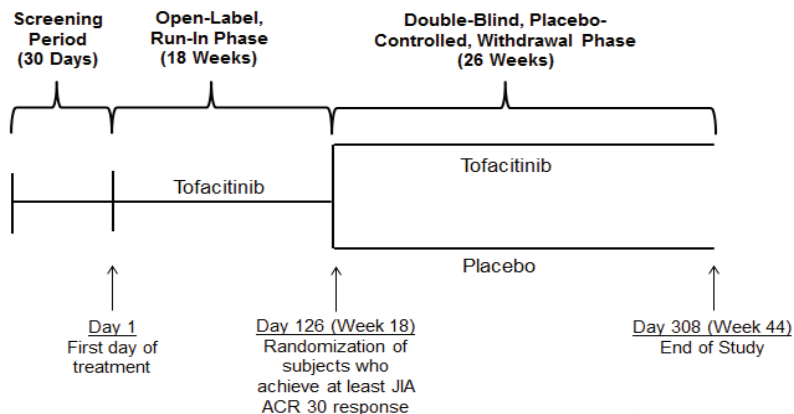 Screening
Period
(30 Days)
Open-Label,
Run-In Phase
(18 Weeks)
Double-Blind, Placebo-
Controlled, Withdrawal Phase
(26 Weeks)
Tofacitinib
Tofacitinib
Placebo
Day 1
First day of
treatment
Day 126 (Week 18)
Randomization of
subjects who
achieve at least JIA
ACR 30 response
Day 308 (Week 44)
End of Study